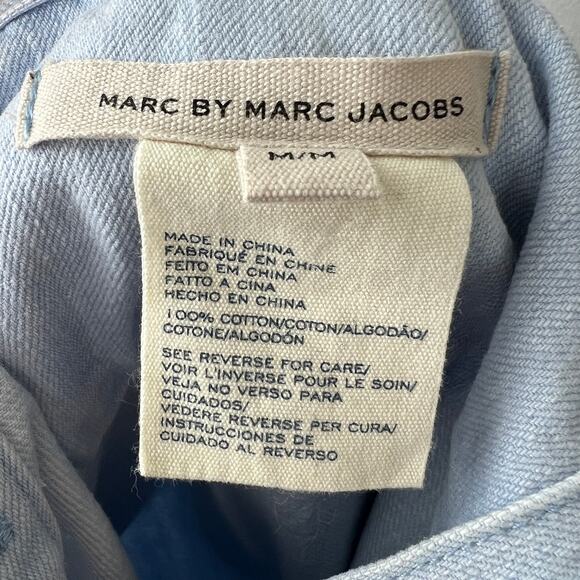 MARC BY MARC JACOBS
M/M
MADE IN CHINA
FABRIQUÉ EN CHINE
FEITO EM CHINA
FATTO A CINA
HECHO EN CHINA
100% COTTON/COTON/ALGODÃO/
COTONE/ALGODÓN
SEE REVERSE FOR CARE/
VOIR L'INVERSE POUR LE SOIN/
VEJA NO VERSO PARA
CUIDADOS/
VEDERE REVERSE PER CURA/
INSTRUCCIONES DE
CUIDADO AL REVERSO